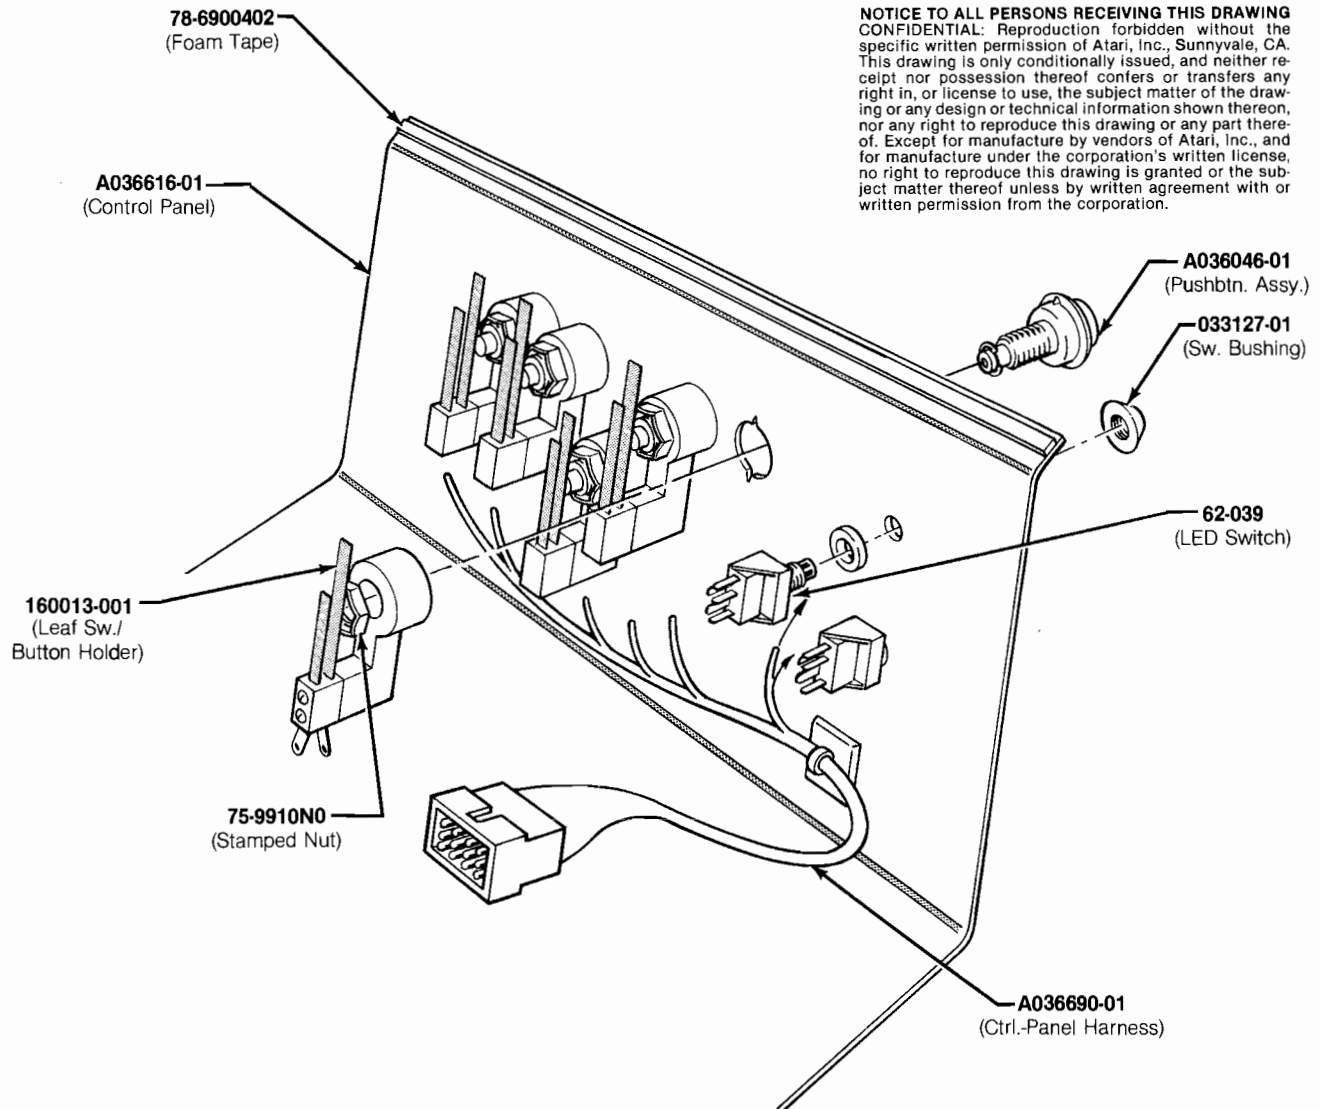 78-6900402
(Foam Tape)
NOTICE TO ALL PERSONS RECEIVING THIS DRAWING
CONFIDENTIAL: Reproduction forbidden without the
specific written permission of Atari, Inc., Sunnyvale, CA.
This drawing is only conditionally issued, and neither re-
ceipt nor possession thereof confers or transfers any
right in, or license to use, the subject matter of the draw-
ing or any design or technical information shown thereon,
nor any right to reproduce this drawing or any part there-
of. Except for manufacture by vendors of Atari, Inc., and
for manufacture under the corporation's written license,
no right to reproduce this drawing is granted or the sub-
ject matter thereof unless by written agreement with or
written permission from the corporation.
A036616-01
(Control Panel)
A036046-01
(Pushbtn. Assy.)
033127-01
(Sw. Bushing)
62-039
(LED Switch)
160013-001
(Leaf Sw./
Button Holder)
75-9910N0
(Stamped Nut)
A036690-01
(Ctrl.-Panel Harness)